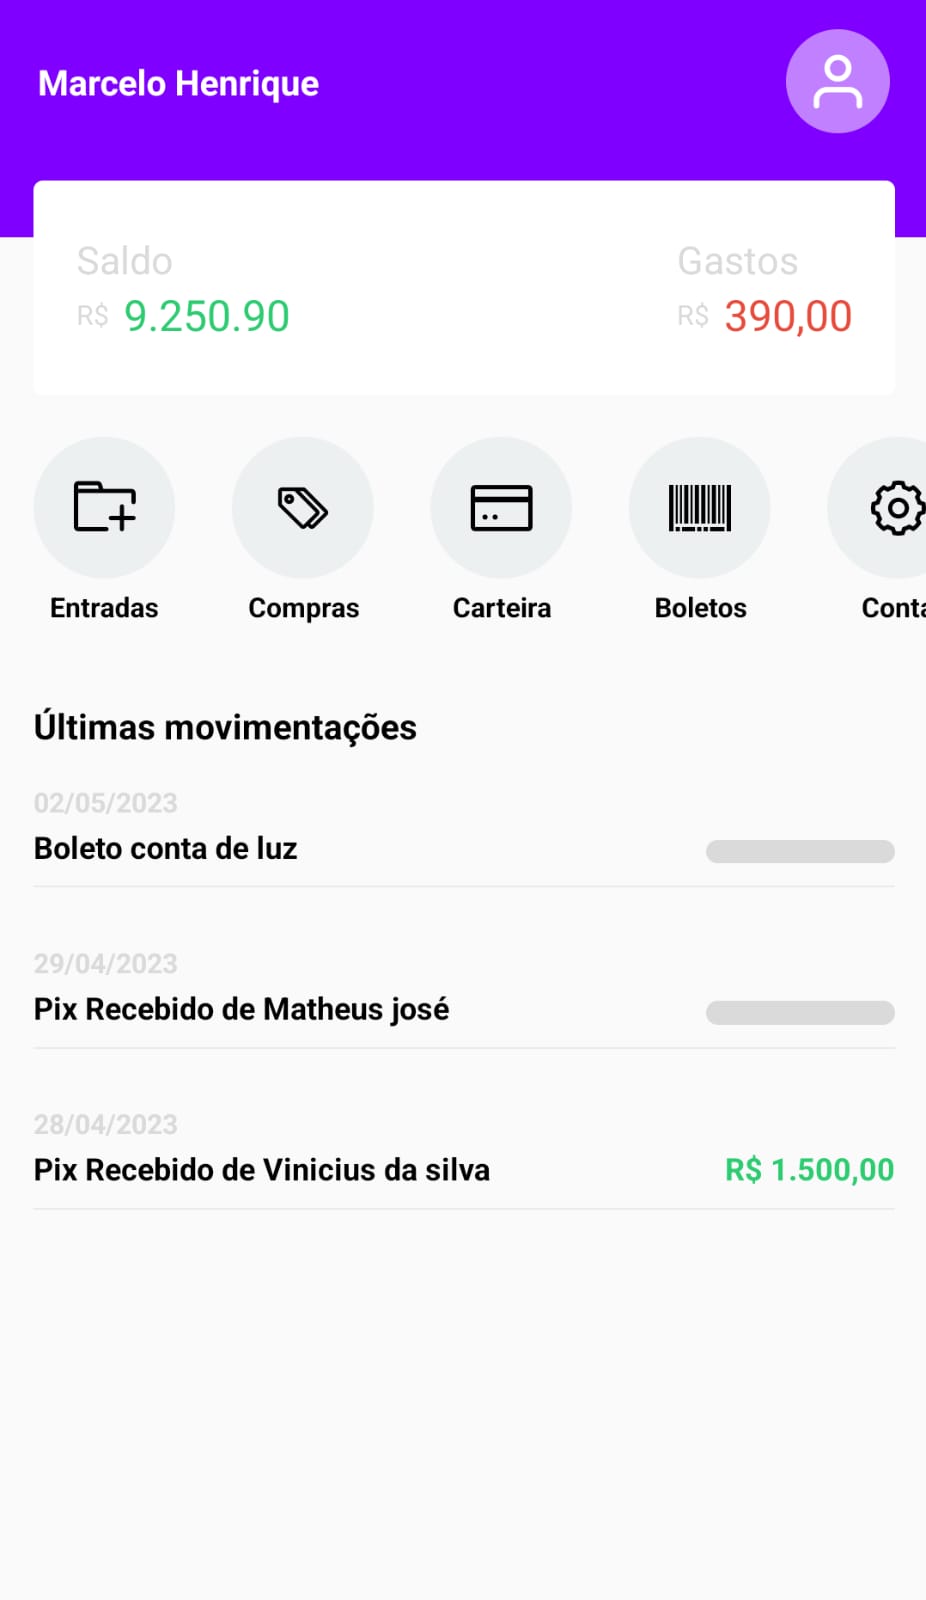 Marcelo Henrique
Saldo Gastos
R$ 9.250.90 R$ 390,00
Entradas Compras Carteira Boletos Conta
Últimas movimentações
02/05/2023
Boleto conta de luz
29/04/2023
Pix Recebido de Matheus josé
28/04/2023
Pix Recebido de Vinicius da silva R$ 1.500,00